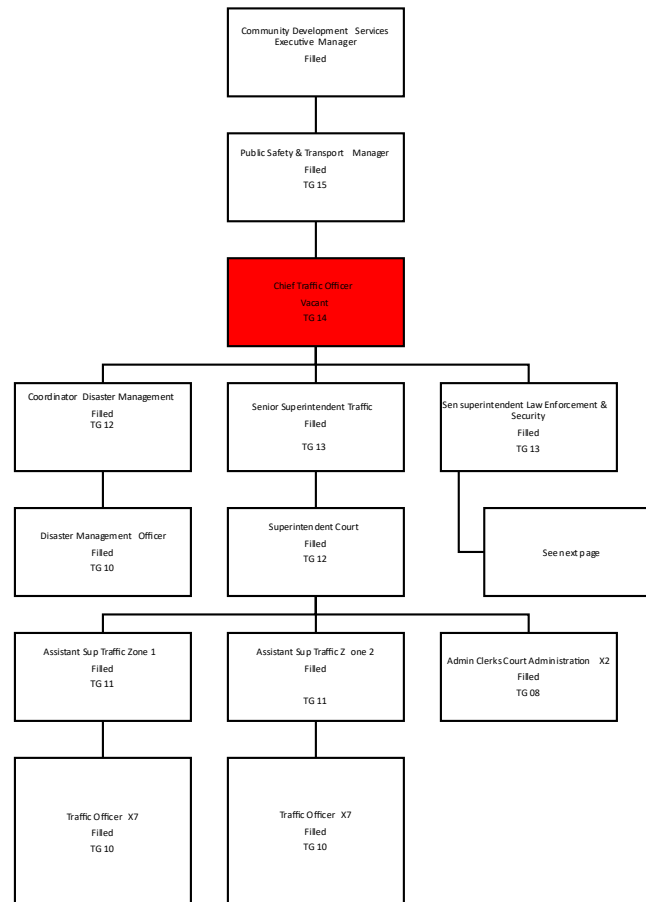 Community Development Services
Executive Manager
Filled
Public Safety & Transport Manager
Filled
TG 15
Chief Traffic Officer
Vacant
TG 14
Coordinator Disaster Management
Filled
TG 12
Senior Superintendent Traffic
Filled
TG 13
Sen superintendent Law Enforcement &
Security
Filled
TG 13
Disaster Management Officer
Filled
TG 10
Superintendent Court
Filled
TG 12
See next page
Assistant Sup Traffic Zone 1
Filled
TG 11
Assistant Sup Traffic Z one 2
Filled
TG 11
Admin Clerks Court Administration X2
Filled
TG 08
Traffic Officer X7
Filled
TG 10
Traffic Officer X7
Filled
TG 10